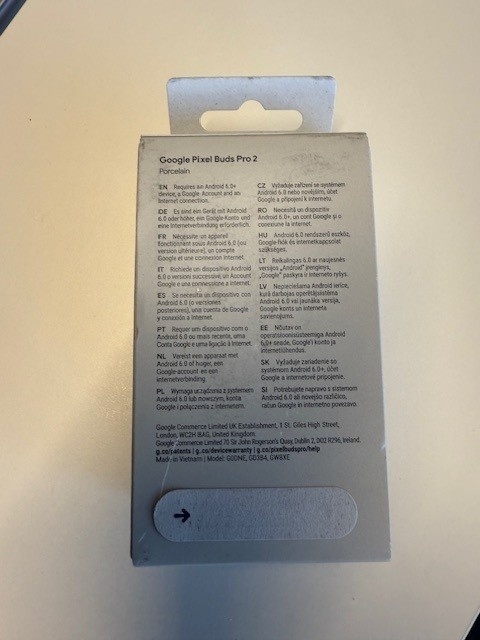 Google Pixel Buds Pro 2
Porcelain
EN Requires an Android 6.0+
device, a Google Account and an
Internet connection.
DE Es sind ein Gerät mit Android
6.0 oder höher, ein Google-Konto und
eine Internetverbindung erforderlich.
FR Nécessite un appareil
fonctionnant sous Android 6.0 (ou
version ultérieure), un compte
Google et une connexion Internet.
IT Richiede un dispositivo Android
6.0 o versioni successive, un Account
Google e una connessione a Internet.
ES Se necesita un dispositivo con
Android 6.0 (o versiones
posteriores), una cuenta de Google
y conexión a Internet.
PT Requer um dispositivo com o
Android 6.0 ou mais recente, uma
Conta Google e uma ligação à Internet.
NL Vereist een apparaat met
Android 6.0 of hoger, een
Google-account en een
internetverbinding.
PL Wymaga urządzenia z systemem
Android 6.0 lub nowszym, konta
Google i połączenia z internetem.
CZ Vyžaduje zařízení se systémem
Android 6.0 nebo novějším, účet
Google a připojení k internetu.
RO Necesită un dispozitiv
Android 6.0+, un cont Google și o
conexiune la internet.
HU Android 6.0 rendszerű eszköz,
Google-fiók és internetkapcsolat
szükséges.
LT Reikalingas 6.0 ar naujesnės
versijos „Android“ įrenginys,
„Google“ paskyra ir interneto ryšys.
LV Nepieciešama Android ierīce,
kurā darbojas operētājsistēma
Android 6.0 vai jaunāka versija,
Google konts un interneta
savienojums.
EE Nõutav on
operatsioonisüsteemiga Android
6.0+ seade, Google'i konto ja
internetiühendus.
SK Vyžaduje zariadenie so
systémom Android 6.0+, účet
Google a internetové pripojenie.
SI Potrebujete napravo s sistemom
Android 6.0 ali novejšo različico,
račun Google in internetno povezavo.
Google Commerce Limited UK Establishment, 1 St. Giles High Street,
London, WC2H 8AG, United Kingdom.
Google Commerce Limited 70 Sir John Rogerson's Quay, Dublin 2, D02 R296, Ireland.
g.co/patents | g.co/devicewarranty | g.co/pixelbudspro/help
Made in Vietnam | Model: G0DNE, GD384, GW8XE